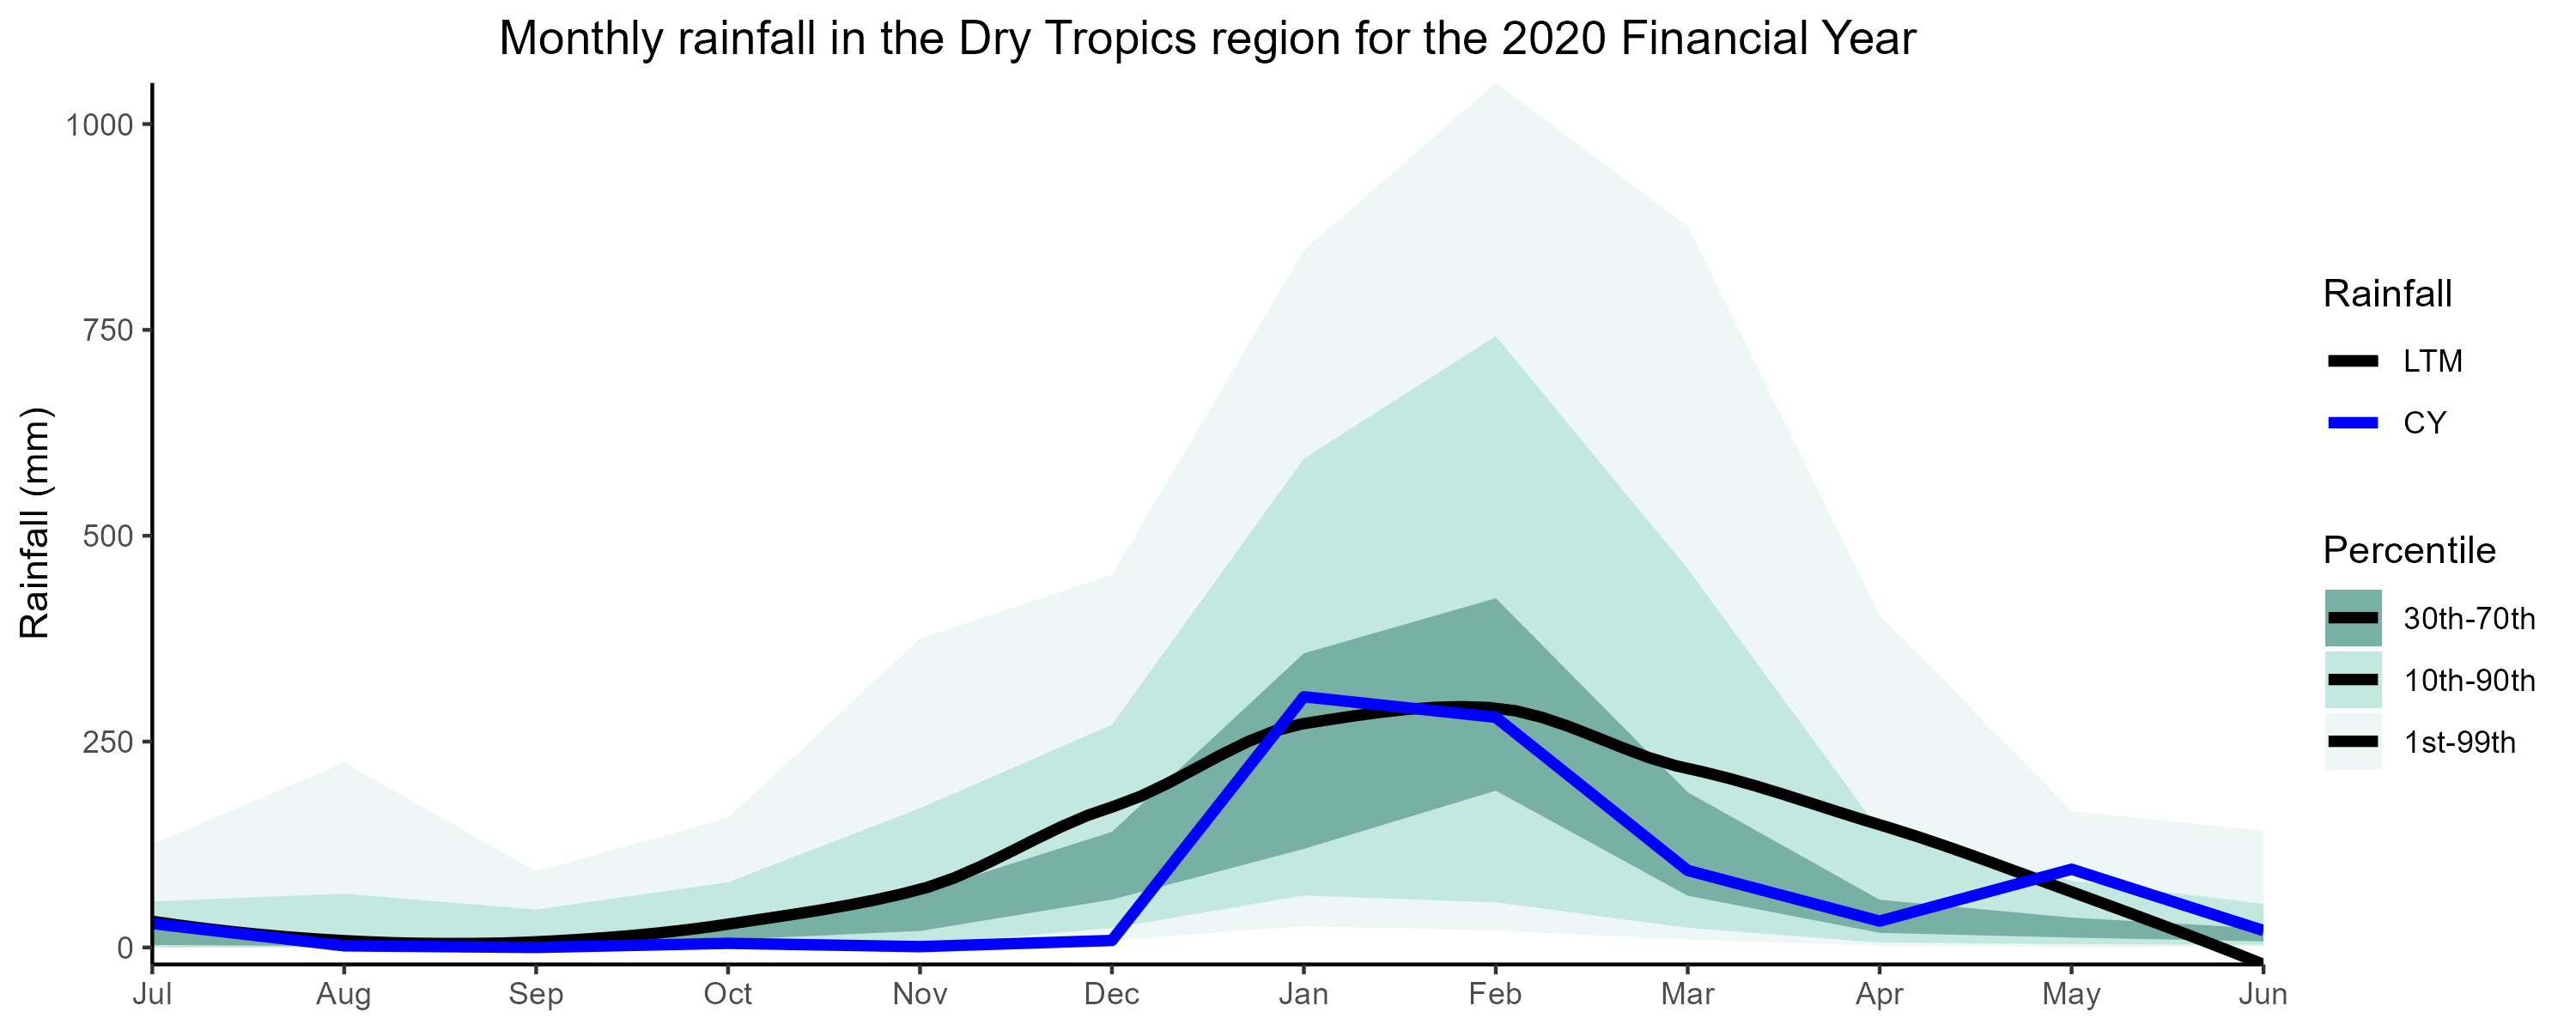 Monthly rainfall in the Dry Tropics region for the 2020 Financial Year
Rainfall (mm)
1000
750
500
250
0
Jul Aug Sep Oct Nov Dec Jan Feb Mar Apr May Jun
Rainfall
LTM
CY
Percentile
30th-70th
10th-90th
1st-99th